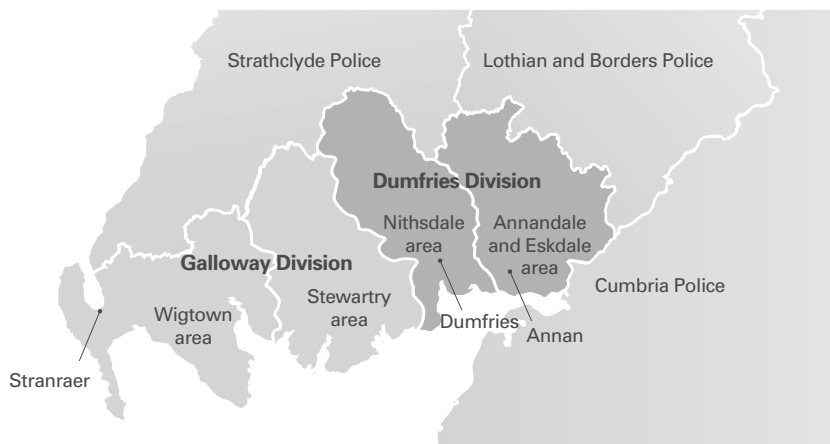 Strathclyde Police
Lothian and Borders Police
Dumfries Division
Nithsdale
area
Annandale
and Eskdale
area
Galloway Division
Stewartry
area
Wigtown
area
Cumbria Police
Dumfries
Annan
Stranraer